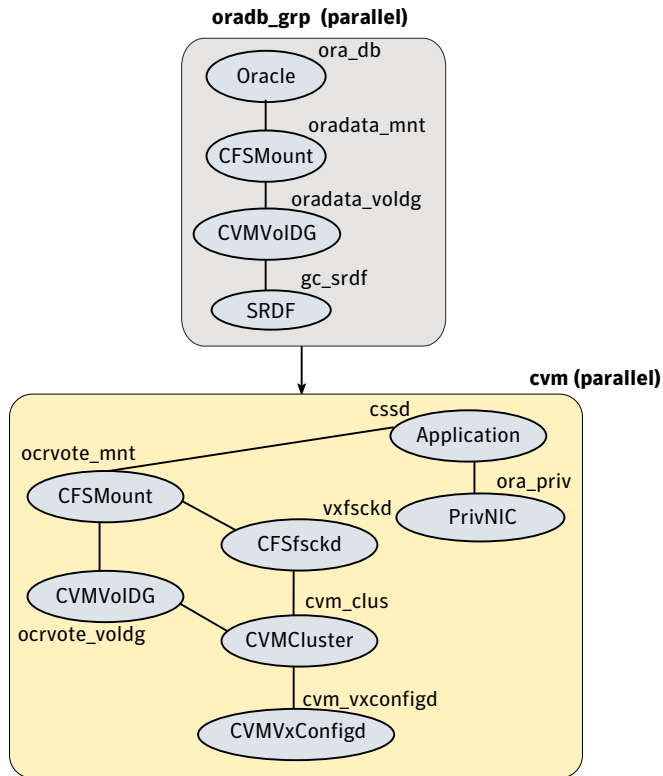 oradb_grp (parallel)
ora_db
Oracle
oradata_mnt
CFSMount
oradata_voldg
CVMVolDG
gc_srdf
SRDF
cvm (parallel)
cssd
Application
ocrvote_mnt
ora_priv
CFSMount
vxfsckd
PrivNIC
CFSfsckd
CVMVolDG
cvm_clus
ocrvote_voldg
CVMCluster
cvm_vxconfigd
CVMVxConfigd